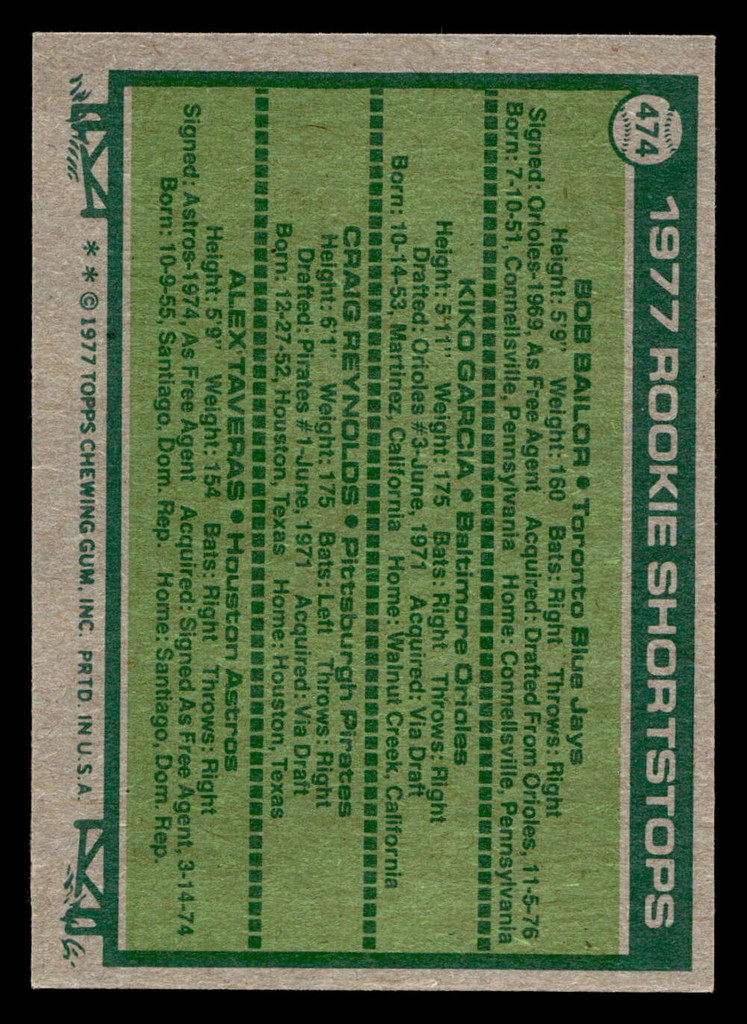 474
1977 ROOKIE SHORTSTOPS
BOB BAILOR • Toronto Blue Jays
Height: 5'9" Weight: 160 Bats: Right Throws: Right
Signed: Orioles-1969, As Free Agent Acquired: Drafted From Orioles, 11-5-76
Born: 7-10-51, Connellsville, Pennsylvania Home: Connellsville, Pennsylvania
KIKO GARCIA • Baltimore Orioles
Height: 5'11" Weight: 175 Bats: Right Throws: Right
Drafted: Orioles #3-June, 1971 Acquired: Via Draft
Born: 10-14-53, Martinez, California Home: Walnut Creek, California
CRAIG REYNOLDS • Pittsburgh Pirates
Height: 6'1" Weight: 175 Bats: Left Throws: Right
Drafted: Pirates #1-June, 1971 Acquired: Via Draft
Born: 12-27-52, Houston, Texas Home: Houston, Texas
ALEX TAVERAS • Houston Astros
Height: 5'9" Weight: 154 Bats: Right Throws: Right
Signed: Astros-1974, As Free Agent Acquired: Signed As Free Agent, 3-14-74
Born: 10-9-55, Santiago, Dom. Rep. Home: Santiago, Dom. Rep.
* * © 1977 TOPPS CHEWING GUM, INC. PRTD. IN U.S.A.